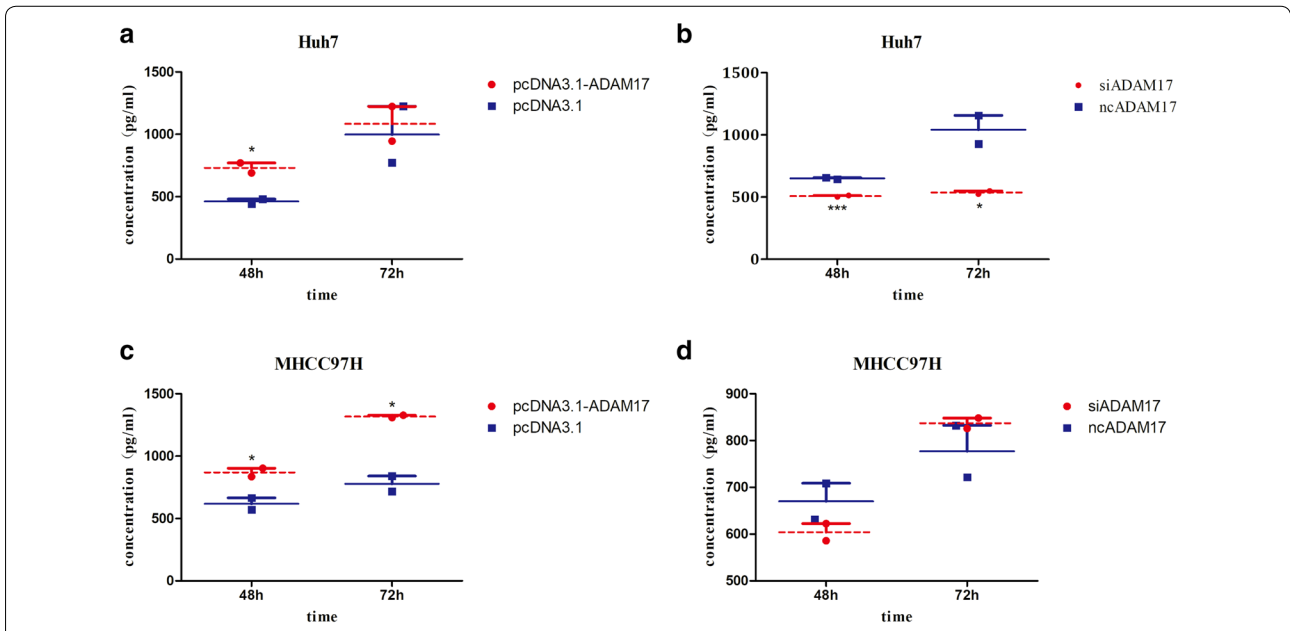 a
Huh7
1500
1000
500
0
concentration (pg/ml)
*
48h
72h
time
pcDNA3.1-ADAM17
pcDNA3.1
b
Huh7
1500
1000
500
0
concentration (pg/ml)
***
*
48h
72h
time
siADAM17
ncADAM17
c
MHCC97H
1500
1000
500
0
concentration (pg/ml)
*
*
48h
72h
time
pcDNA3.1-ADAM17
pcDNA3.1
d
MHCC97H
900
800
700
600
500
concentration (pg/ml)
48h
72h
time
siADAM17
ncADAM17